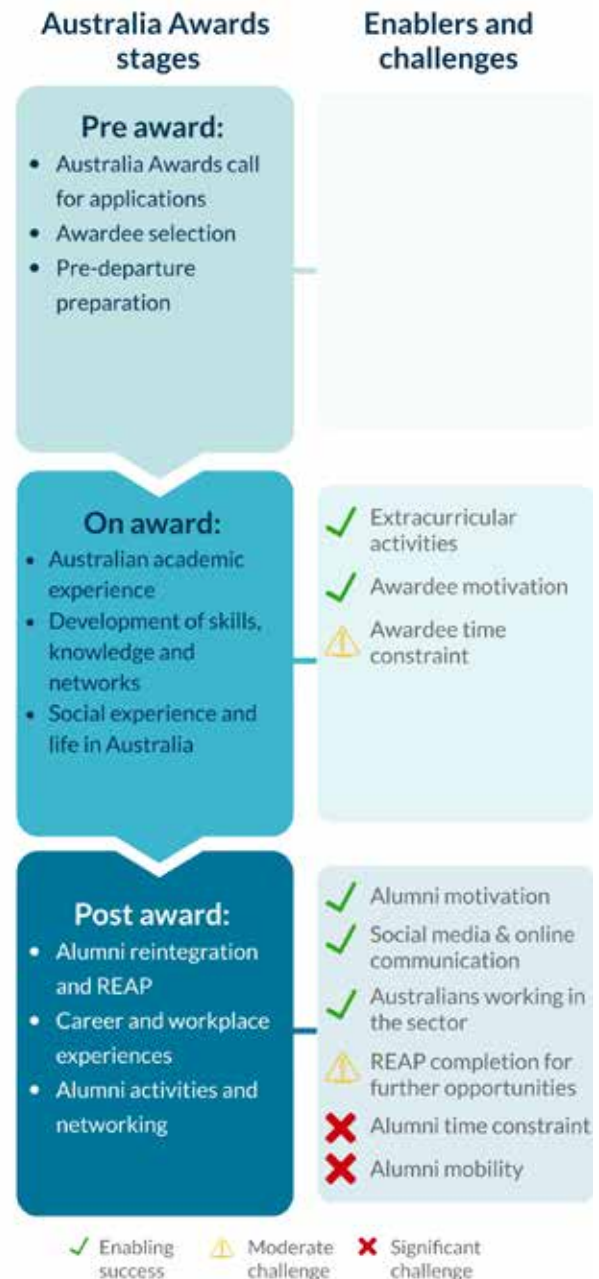 Australia Awards
stages
Enablers and
challenges
Pre award:
• Australia Awards call
for applications
• Awardee selection
• Pre-departure
preparation
On award:
• Australian academic
experience
• Development of skills,
knowledge and
networks
• Social experience and
life in Australia
Extracurricular
activities
Awardee motivation
Awardee time
constraint
Post award:
• Alumni reintegration
and REAP
• Career and workplace
experiences
• Alumni activities and
networking
Alumni motivation
Social media & online
communication
Australians working in
the sector
REAP completion for
further opportunities
Alumni time constraint
Alumni mobility
Enabling
success
Moderate
challenge
Significant
challenge